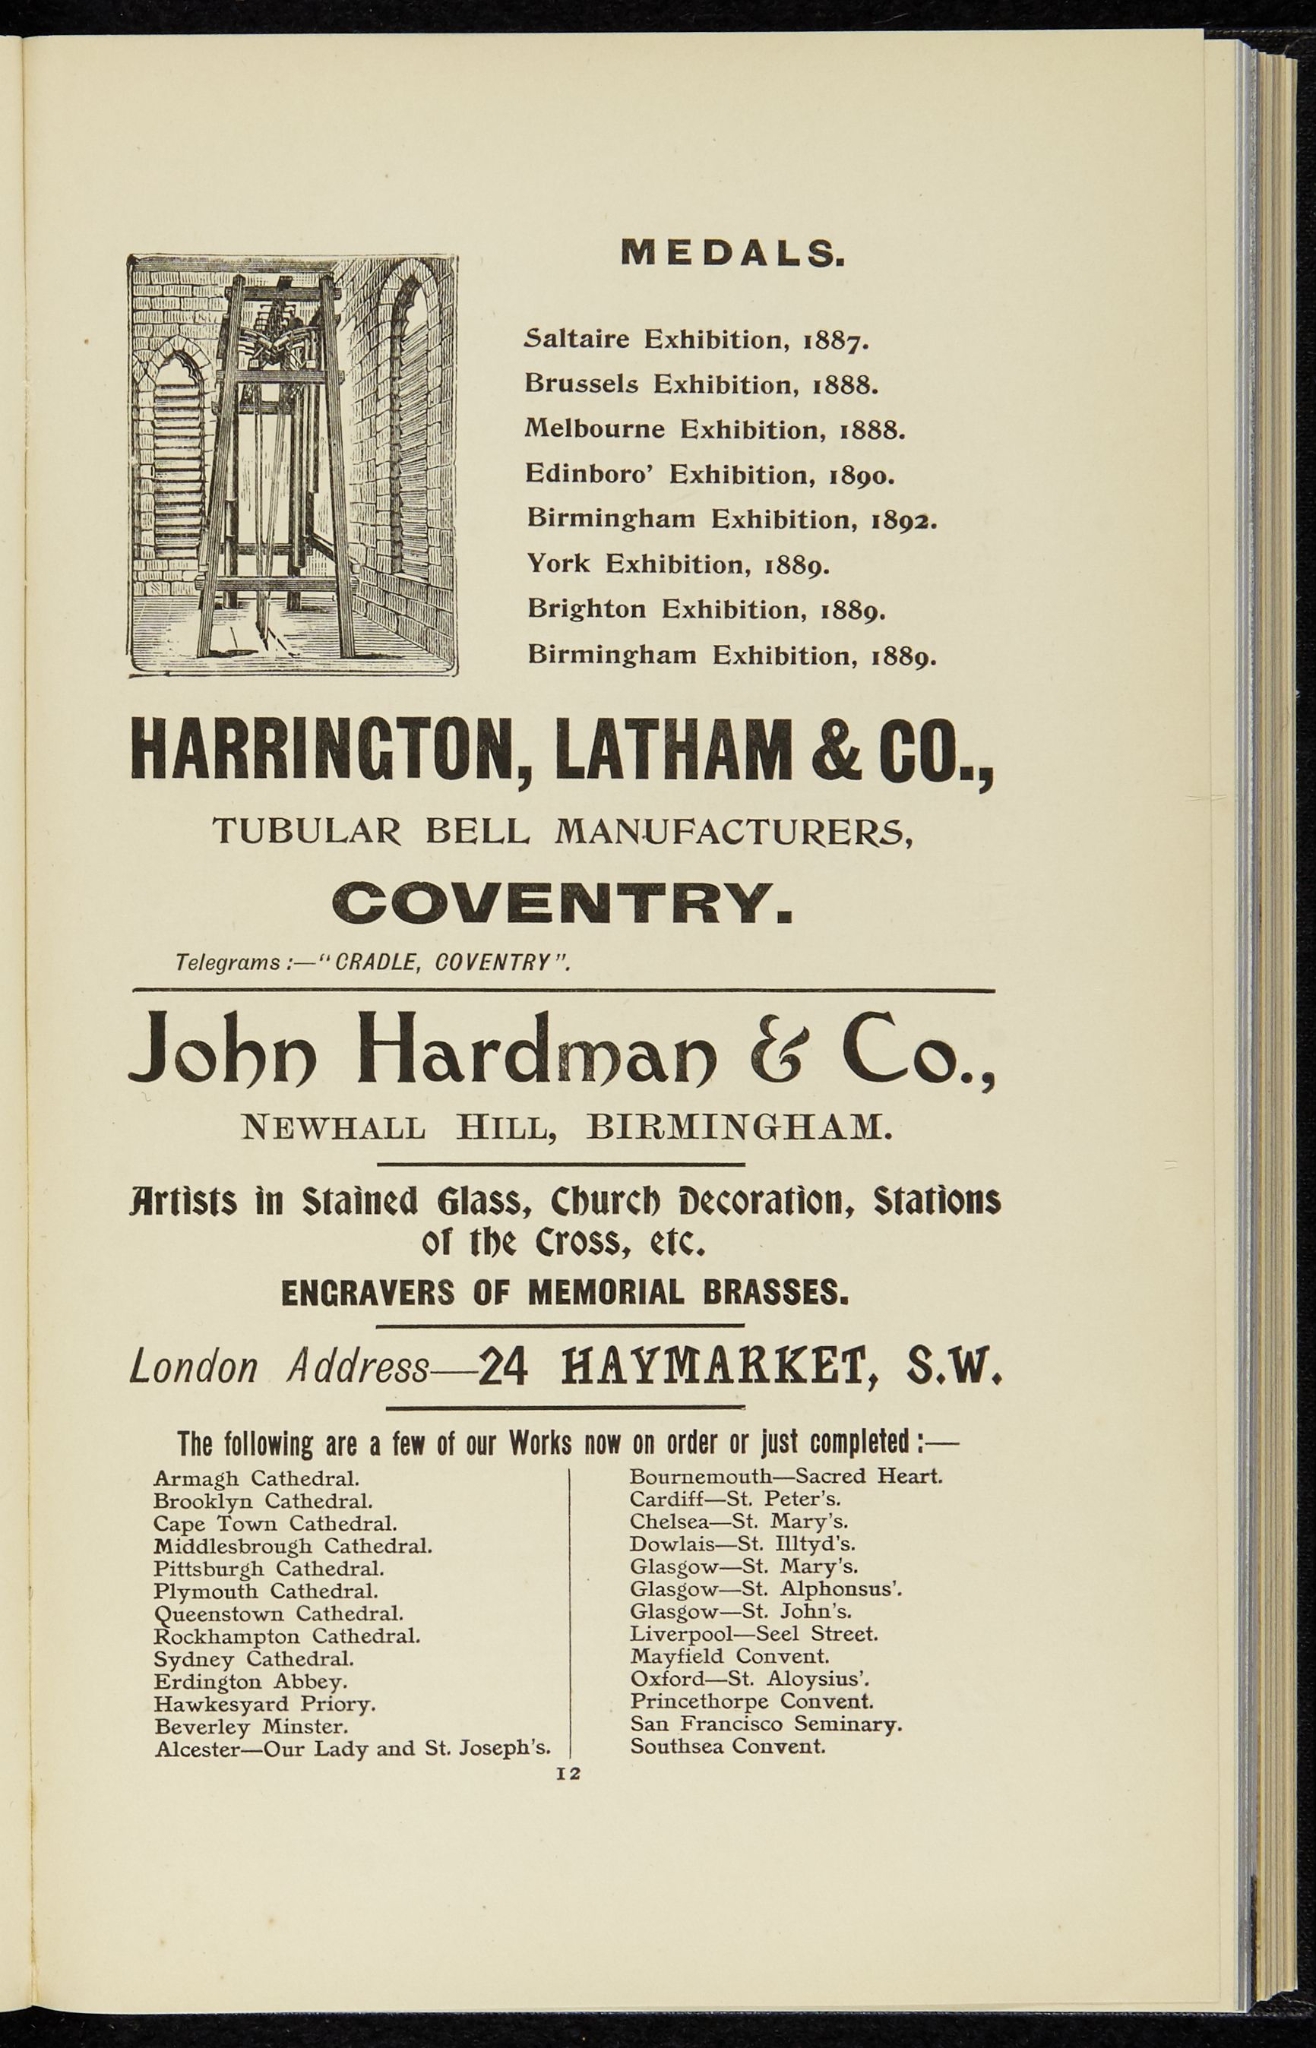 MEDALS.
Saltaire Exhibition, 1887.
Brussels Exhibition, 1888.
Melbourne Exhibition, 1888.
Edinboro' Exhibition, 1890.
Birmingham Exhibition, 1892.
York Exhibition, 1889.
Brighton Exhibition, 1889.
Birmingham Exhibition, 1889.
HARRINGTON, LATHAM & CO.,
TUBULAR BELL MANUFACTURERS,
COVENTRY.
Telegrams:—"CRADLE, COVENTRY".
John Hardman & Co.,
NEWHALL HILL, BIRMINGHAM.
Artists in Stained Glass, Church Decoration, Stations
of the Cross, etc.
ENGRAVERS OF MEMORIAL BRASSES.
London Address—24 HAYMARKET, S.W.
The following are a few of our Works now on order or just completed:—
Armagh Cathedral.
Brooklyn Cathedral.
Cape Town Cathedral.
Middlesbrough Cathedral.
Pittsburgh Cathedral.
Plymouth Cathedral.
Queenstown Cathedral.
Rockhampton Cathedral.
Sydney Cathedral.
Erdington Abbey.
Hawkesyard Priory.
Beverley Minster.
Alcester—Our Lady and St. Joseph's.
Bournemouth—Sacred Heart.
Cardiff—St. Peter's.
Chelsea—St. Mary's.
Dowlais—St. Illtyd's.
Glasgow—St. Mary's.
Glasgow—St. Alphonsus'.
Glasgow—St. John's.
Liverpool—Seel Street.
Mayfield Convent.
Oxford—St. Aloysius'.
Princethorpe Convent.
San Francisco Seminary.
Southsea Convent.
12